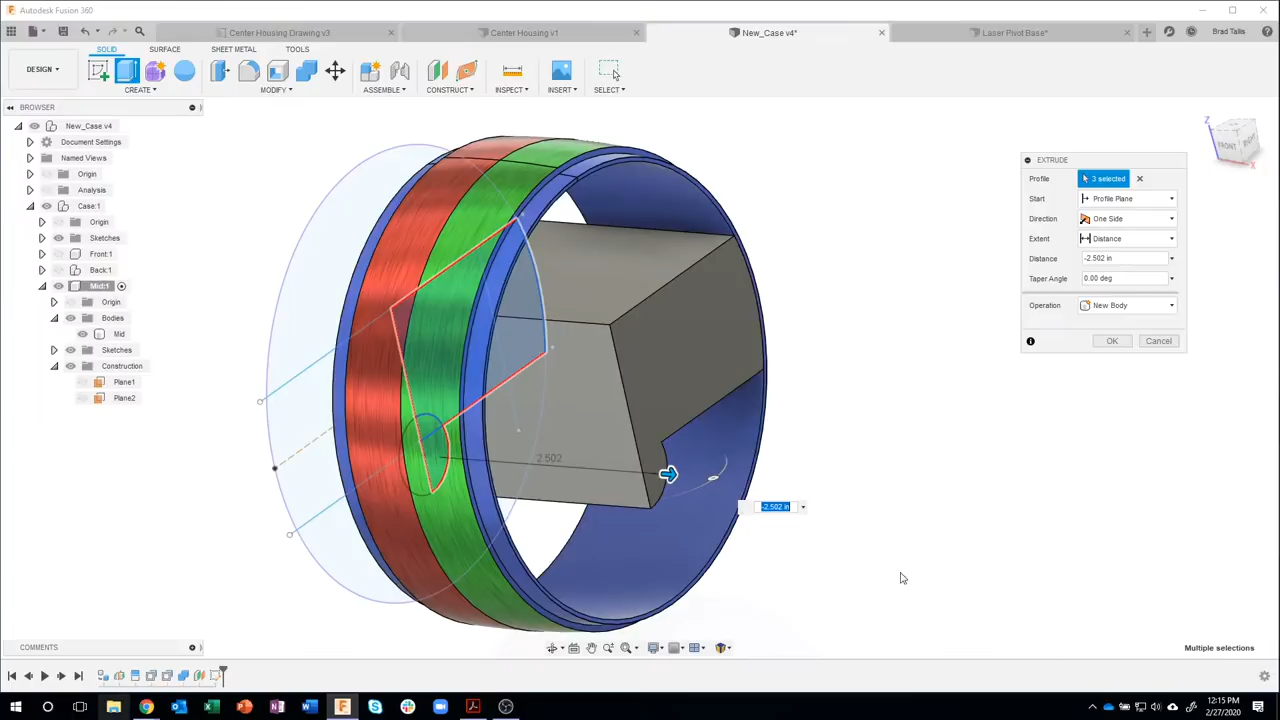 Autodesk Fusion 360
Center Housing Drawing v3
Center Housing v1
New_Case v4*
Laser Pivot Base*
Brad Tallis
DESIGN
SOLID
SURFACE
SHEET METAL
TOOLS
CREATE
MODIFY
ASSEMBLE
CONSTRUCT
INSPECT
INSERT
SELECT
BROWSER
New_Case v4
Document Settings
Named Views
Origin
Analysis
Case:1
Origin
Sketches
Front:1
Back:1
Mid:1
Origin
Bodies
Mid
Sketches
Construction
Plane1
Plane2
Z
FRONT
RIGHT
X
EXTRUDE
Profile
3 selected
Start
Profile Plane
Direction
One Side
Extent
Distance
Distance
-2.502 in
Taper Angle
0.00 deg
Operation
New Body
OK
Cancel
2.502
-2.502 in
COMMENTS
Multiple selections
12:15 PM
2/27/2020